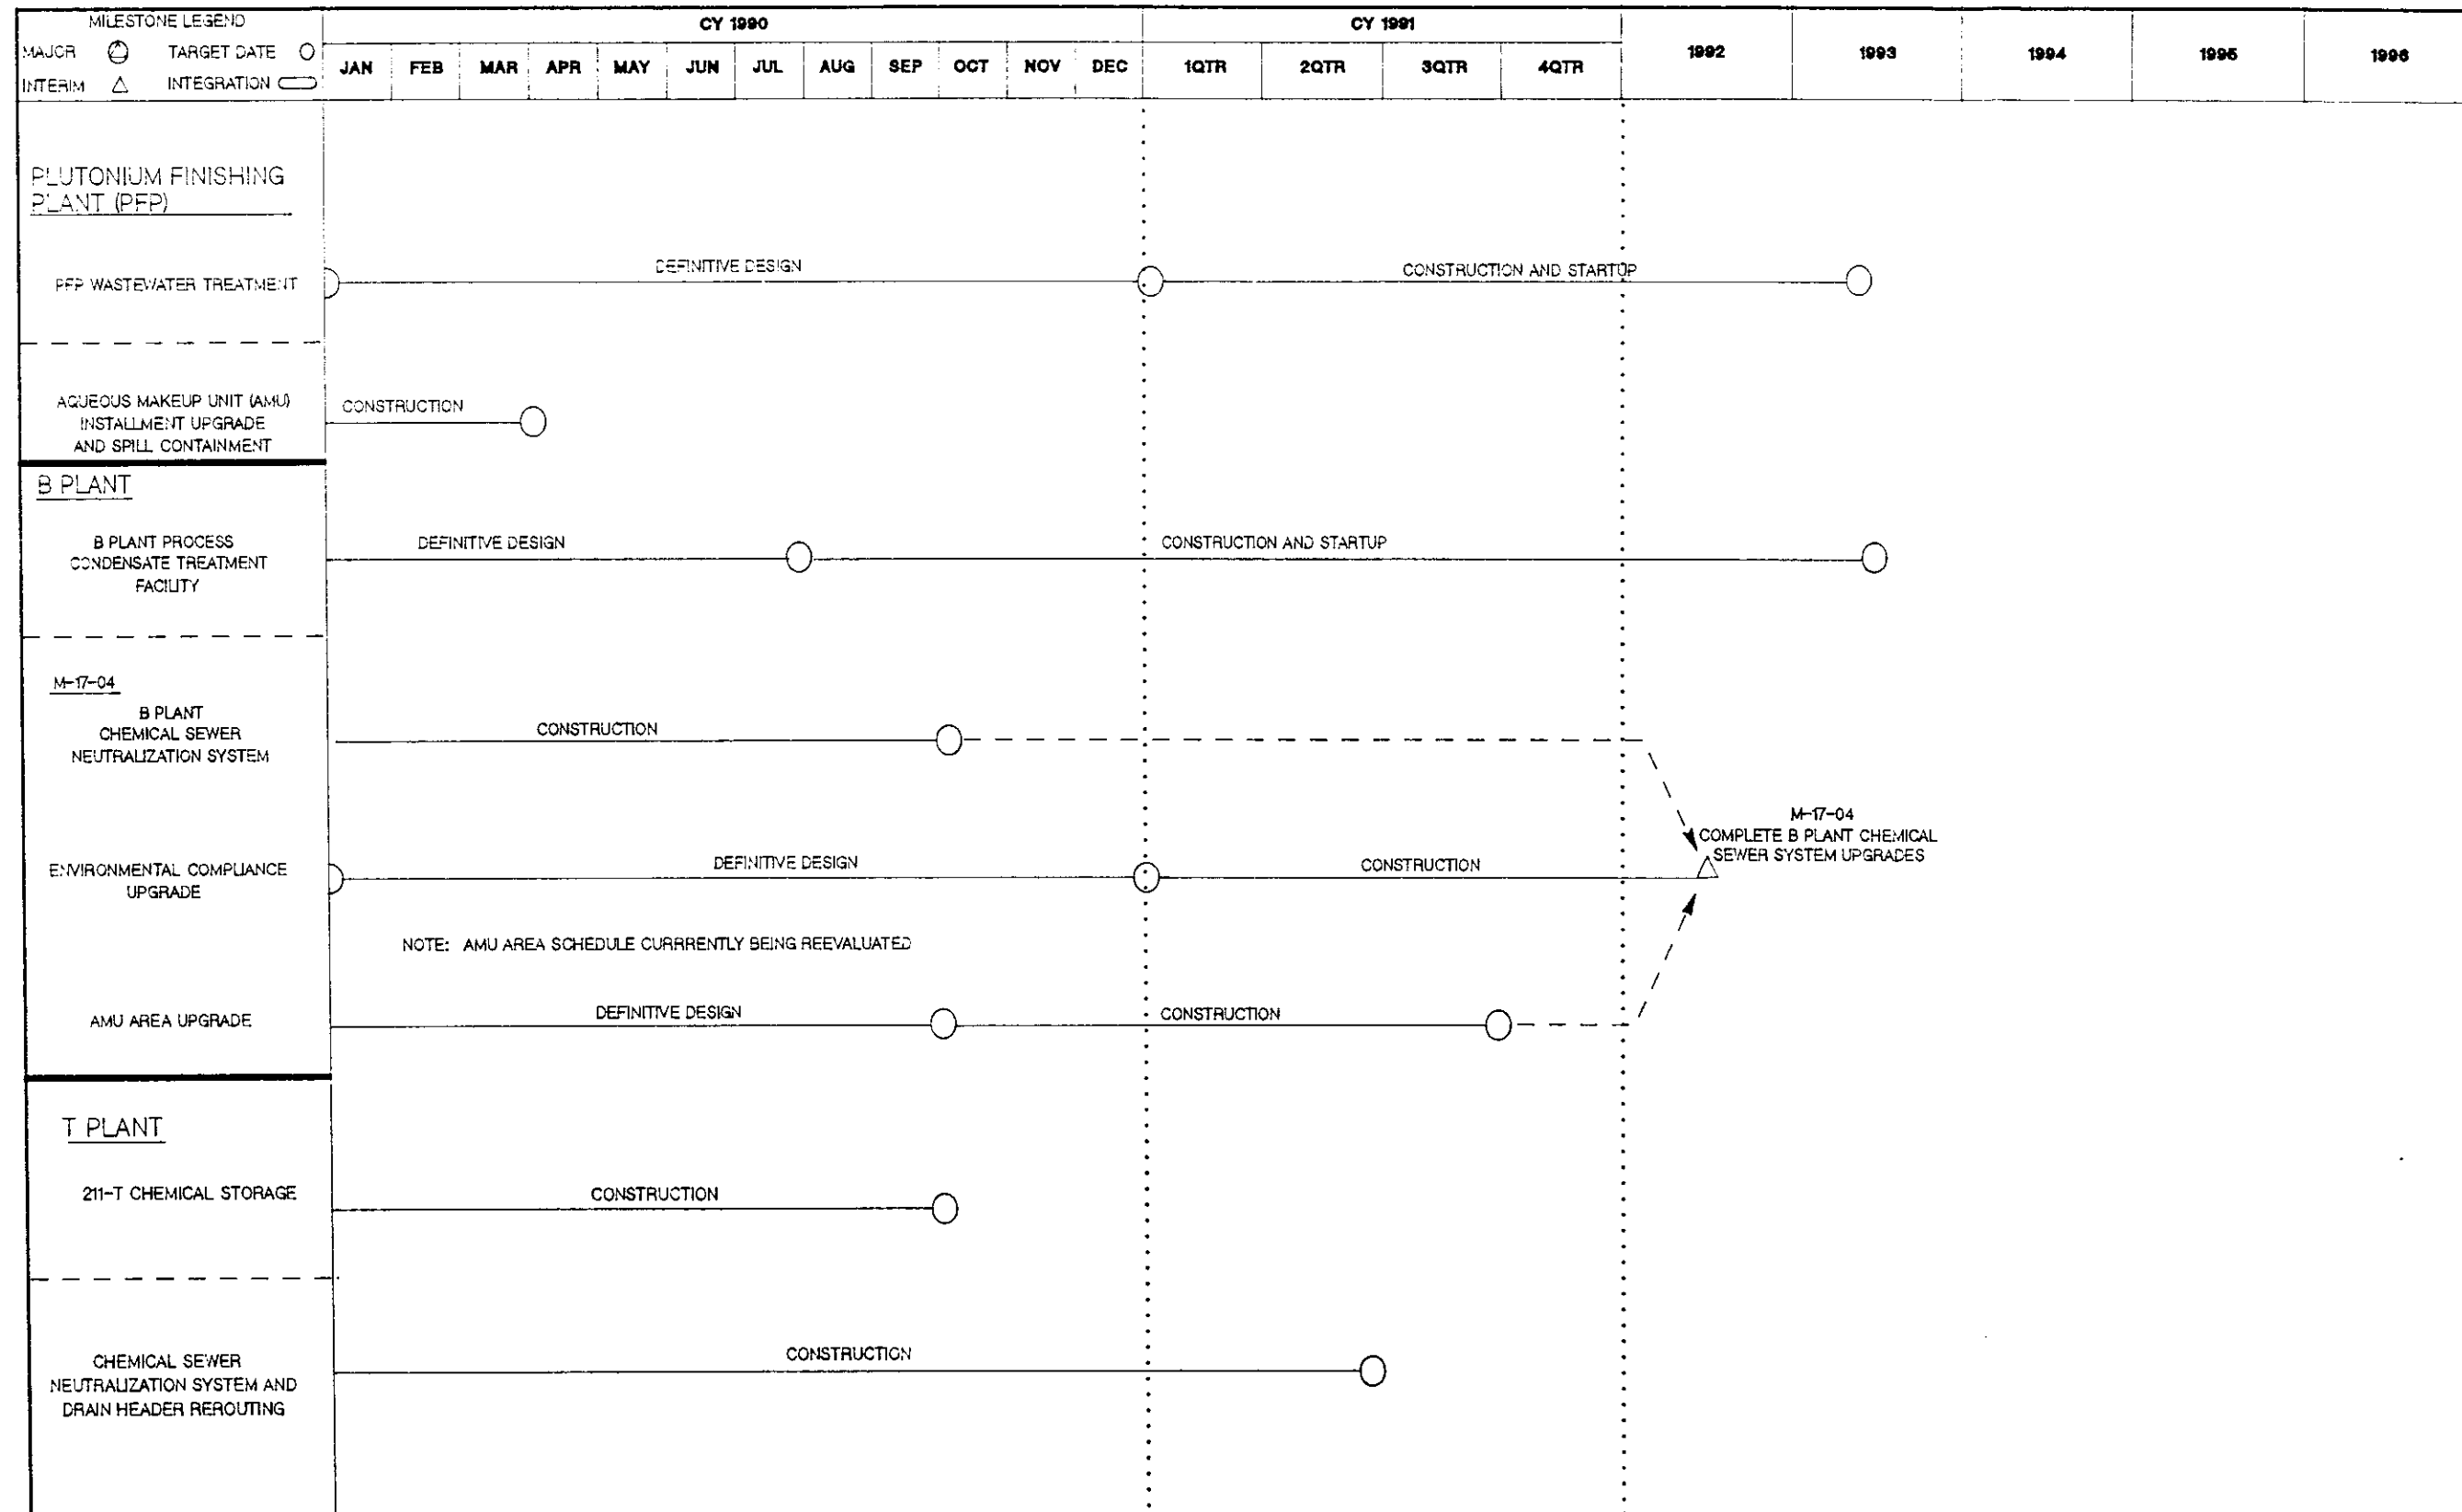 MILESTONE LEGEND
MAJOR TARGET DATE
INTERIM INTEGRATION
CY 1990 CY 1991
JAN FEB MAR APR MAY JUN JUL AUG SEP OCT NOV DEC 1QTR 2QTR 3QTR 4QTR 1992 1993 1994 1995 1996
PLUTONIUM FINISHING
PLANT (PFP)
PFP WASTEWATER TREATMENT
DEFINITIVE DESIGN
CONSTRUCTION AND STARTUP
AQUEOUS MAKEUP UNIT (AMU)
INSTALLMENT UPGRADE
AND SPILL CONTAINMENT
CONSTRUCTION
B PLANT
B PLANT PROCESS
CONDENSATE TREATMENT
FACILITY
DEFINITIVE DESIGN
CONSTRUCTION AND STARTUP
M-17-04
B PLANT
CHEMICAL SEWER
NEUTRALIZATION SYSTEM
CONSTRUCTION
M-17-04
COMPLETE B PLANT CHEMICAL
SEWER SYSTEM UPGRADES
ENVIRONMENTAL COMPLIANCE
UPGRADE
DEFINITIVE DESIGN
CONSTRUCTION
NOTE: AMU AREA SCHEDULE CURRRENTLY BEING REEVALUATED
AMU AREA UPGRADE
DEFINITIVE DESIGN
CONSTRUCTION
T PLANT
211-T CHEMICAL STORAGE
CONSTRUCTION
CHEMICAL SEWER
NEUTRALIZATION SYSTEM AND
DRAIN HEADER REROUTING
CONSTRUCTION